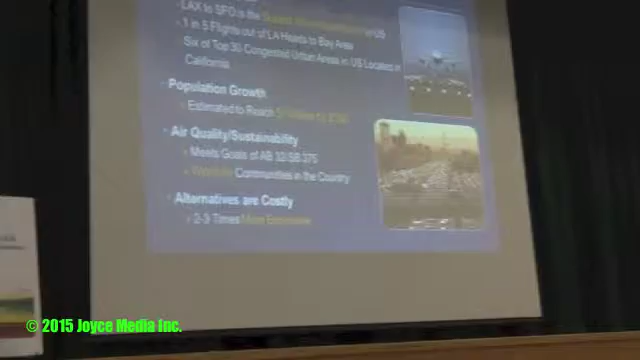 LAX to SFO is the Busiest in US
1 in 5 Flights out of LA Heads to Bay Area
Six of Top 30 Congested Urban Areas in US Located in
California
Population Growth
Estimated to Reach
Air Quality/Sustainability
Meets Goals of AB 32/SB 375
Communities in the Country
Alternatives are Costly
2-3 Times More Expensive
© 2015 Joyce Media Inc.